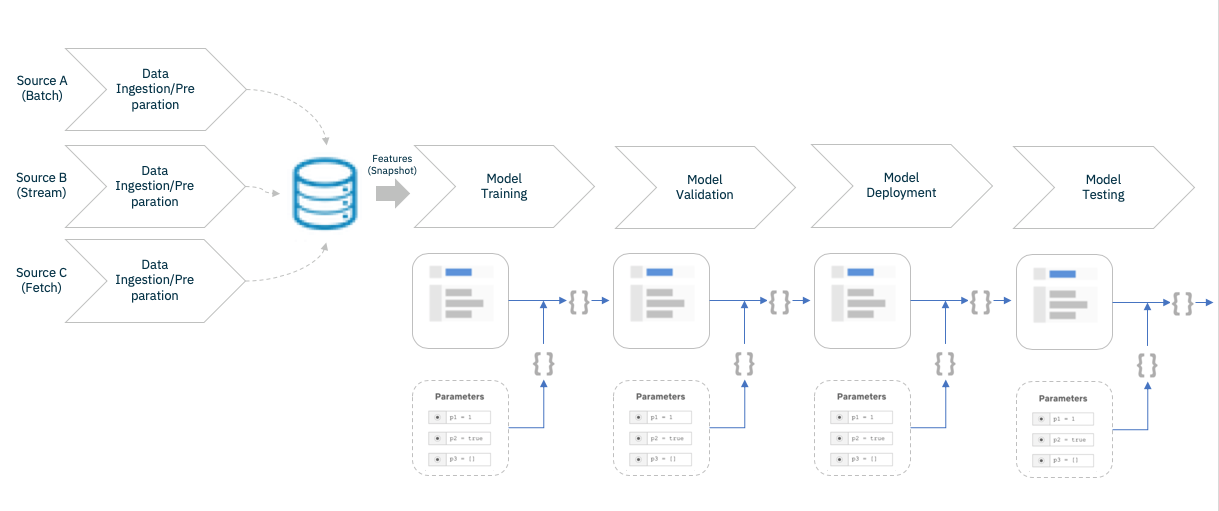 Source A
(Batch)
Data
Ingestion/Pre
paration
Source B
(Stream)
Data
Ingestion/Pre
paration
Source C
(Fetch)
Data
Ingestion/Pre
paration
Features
(Snapshot)
Model
Training
Model
Validation
Model
Deployment
Model
Testing
{ }
{ }
{ }
{ }
{ }
{ }
{ }
{ }
Parameters
p1 = 1
p2 = true
p3 = []
Parameters
p1 = 1
p2 = true
p3 = []
Parameters
p1 = 1
p2 = true
p3 = []
Parameters
p1 = 1
p2 = true
p3 = []